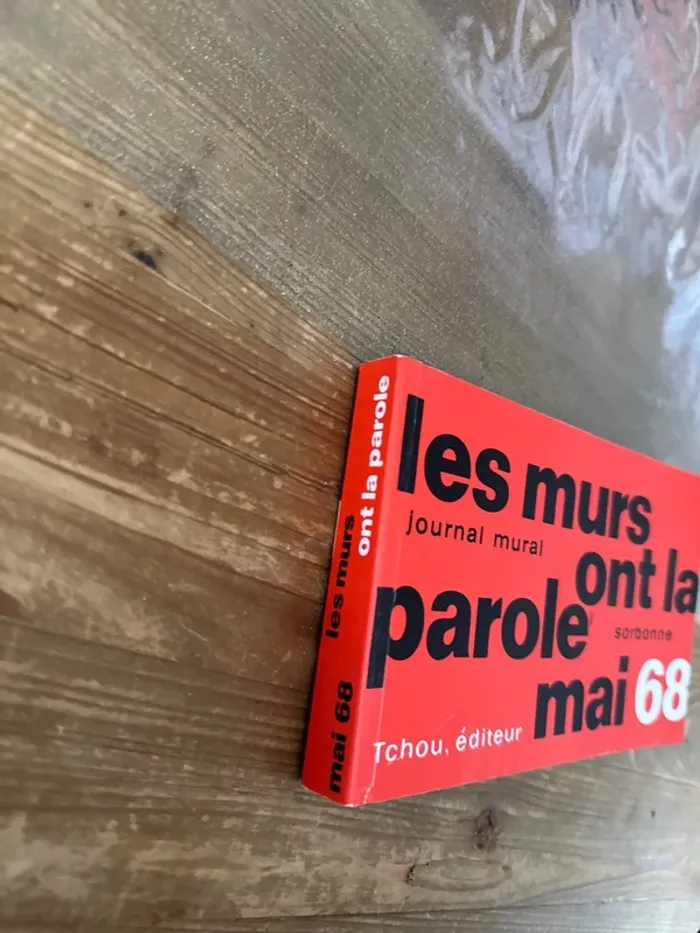 les murs
journal mural
ont la
parole
sorbonne
mai 68
Tchou, éditeur
mai 68 les murs
ont la parole